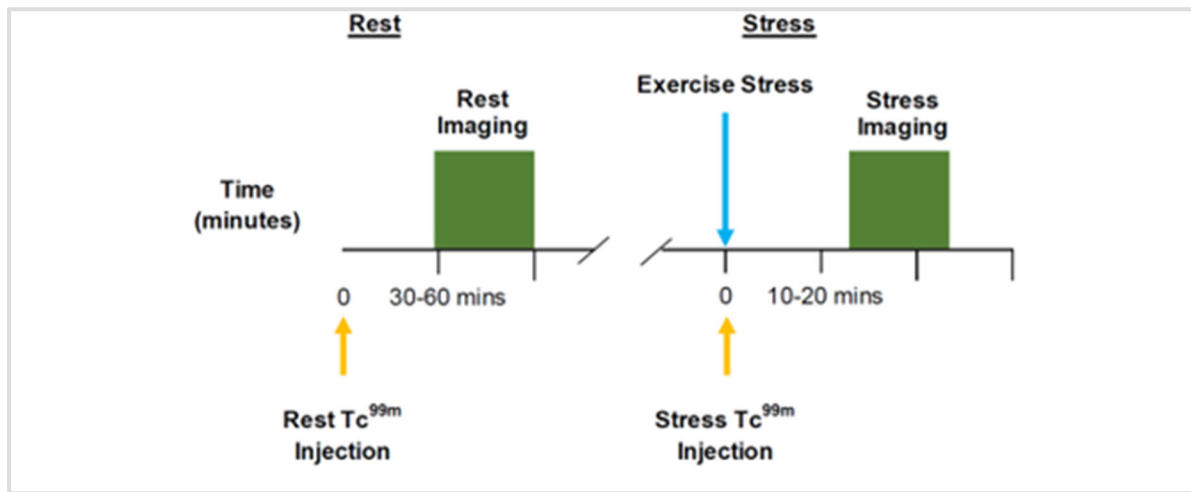 Rest
Stress
Exercise Stress
Rest
Imaging
Stress
Imaging
Time
(minutes)
0
30-60 mins
0
10-20 mins
Rest Tc99m
Injection
Stress Tc99m
Injection